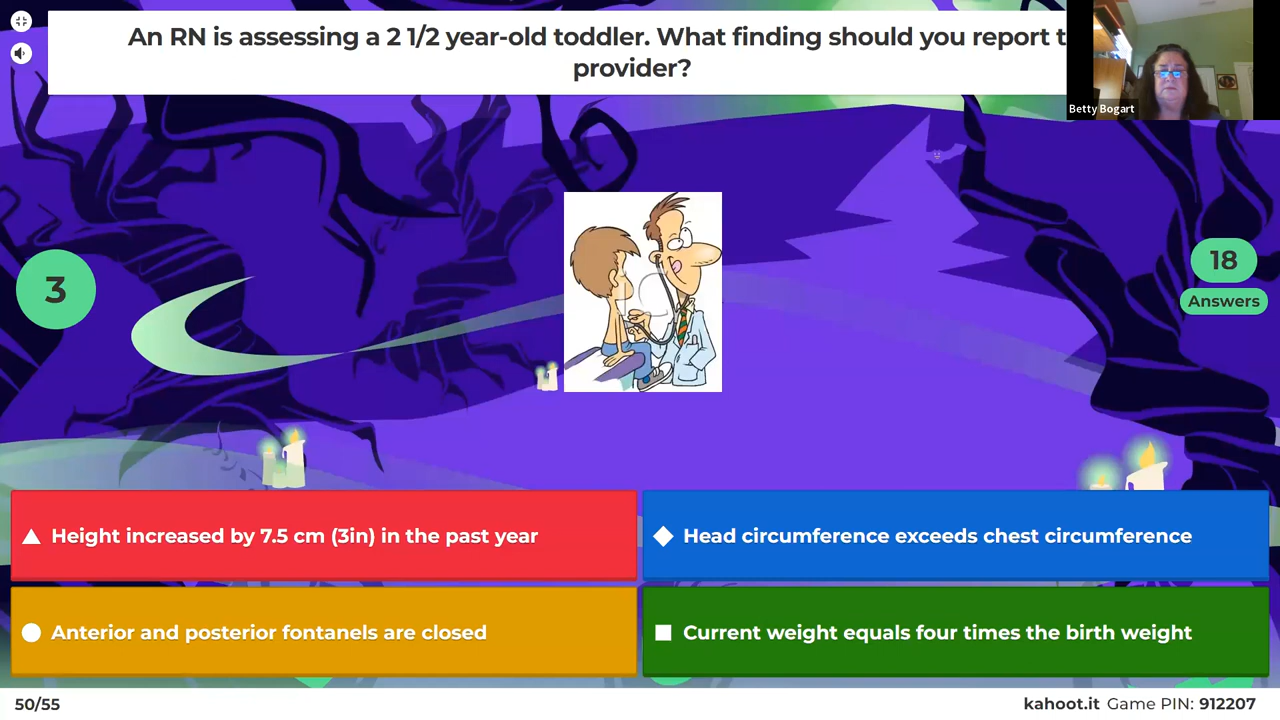 An RN is assessing a 2 1/2 year-old toddler. What finding should you report t
provider?
Betty Bogart
3
18
Answers
Height increased by 7.5 cm (3in) in the past year
Head circumference exceeds chest circumference
Anterior and posterior fontanels are closed
Current weight equals four times the birth weight
50/55
kahoot.it Game PIN: 912207